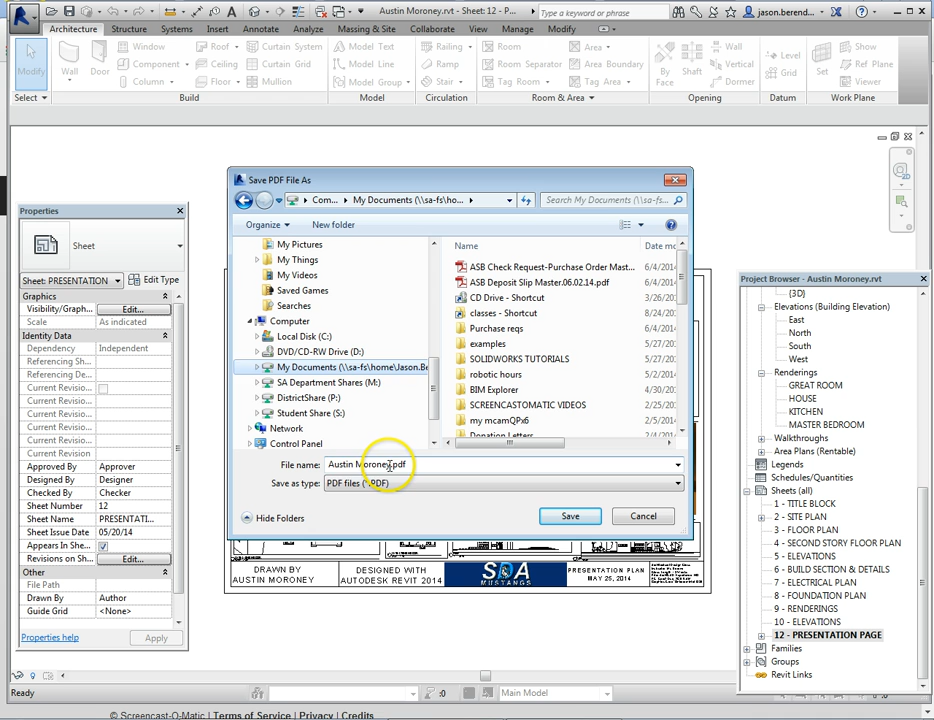 Austin Moroney.rvt - Sheet: 12 - P...
Type a keyword or phrase
jason.berend...
Architecture Structure Systems Insert Annotate Analyze Massing & Site Collaborate View Manage Modify
Modify
Wall
Door
Window
Component
Column
Roof
Ceiling
Floor
Curtain System
Curtain Grid
Mullion
Model Text
Model Line
Model Group
Railing
Ramp
Stair
Room
Room Separator
Tag Room
Area
Area Boundary
Tag Area
By
Face
Shaft
Wall
Vertical
Dormer
Level
Grid
Set
Show
Ref Plane
Viewer
Select
Build
Model
Circulation
Room & Area
Opening
Datum
Work Plane
Properties
Sheet
Sheet: PRESENTATION
Edit Type
Graphics
Visibility/Graph... Edit...
Scale As indicated
Identity Data
Dependency Independent
Referencing Sh...
Referencing De...
Current Revisio...
Current Revisio...
Current Revisio...
Current Revisio...
Current Revisio...
Current Revisio...
Approved By Approver
Designed By Designer
Checked By Checker
Sheet Number 12
Sheet Name PRESENTATI...
Sheet Issue Date 05/20/14
Appears In She...
Revisions on Sh... Edit...
Other
File Path
Drawn By Author
Guide Grid <None>
Properties help
Apply
Save PDF File As
Com... My Documents (\\sa-fs\ho...
Search My Documents (\\sa-fs...
Organize
New folder
My Pictures
My Things
My Videos
Saved Games
Searches
Computer
Local Disk (C:)
DVD/CD-RW Drive (D:)
My Documents (\\sa-fs\home\Jason.Be
SA Department Shares (M:)
DistrictShare (P:)
Student Share (S:)
Network
Control Panel
Name Date mo
ASB Check Request-Purchase Order Mast... 6/4/2014
ASB Deposit Slip Master.06.02.14.pdf 6/4/2014
CD Drive - Shortcut 3/26/20
classes - Shortcut 8/24/20
Purchase reqs 6/4/2014
examples 5/27/20
SOLIDWORKS TUTORIALS 5/27/20
robotic hours 5/27/20
BIM Explorer 4/30/20
SCREENCASTOMATIC VIDEOS 2/25/20
my mcamQPx6 2/25/20
Donation Letters 2/4/2014
File name: Austin Moroney.pdf
Save as type: PDF files (*.PDF)
Hide Folders
Save
Cancel
DRAWN BY
AUSTIN MORONEY
DESIGNED WITH
AUTODESK REVIT 2014
MUSTANGS
PRESENTATION PLAN
MAY 25, 2014
Project Browser - Austin Moroney.rvt
{3D}
Elevations (Building Elevation)
East
North
South
West
Renderings
GREAT ROOM
HOUSE
KITCHEN
MASTER BEDROOM
Walkthroughs
Area Plans (Rentable)
Legends
Schedules/Quantities
Sheets (all)
1 - TITLE BLOCK
2 - SITE PLAN
3 - FLOOR PLAN
4 - SECOND STORY FLOOR PLAN
5 - ELEVATIONS
6 - BUILD SECTION & DETAILS
7 - ELECTRICAL PLAN
8 - FOUNDATION PLAN
9 - RENDERINGS
10 - ELEVATIONS
12 - PRESENTATION PAGE
Families
Groups
Revit Links
Ready
:0
Main Model
© Screencast-O-Matic | Terms of Service | Privacy | Credits